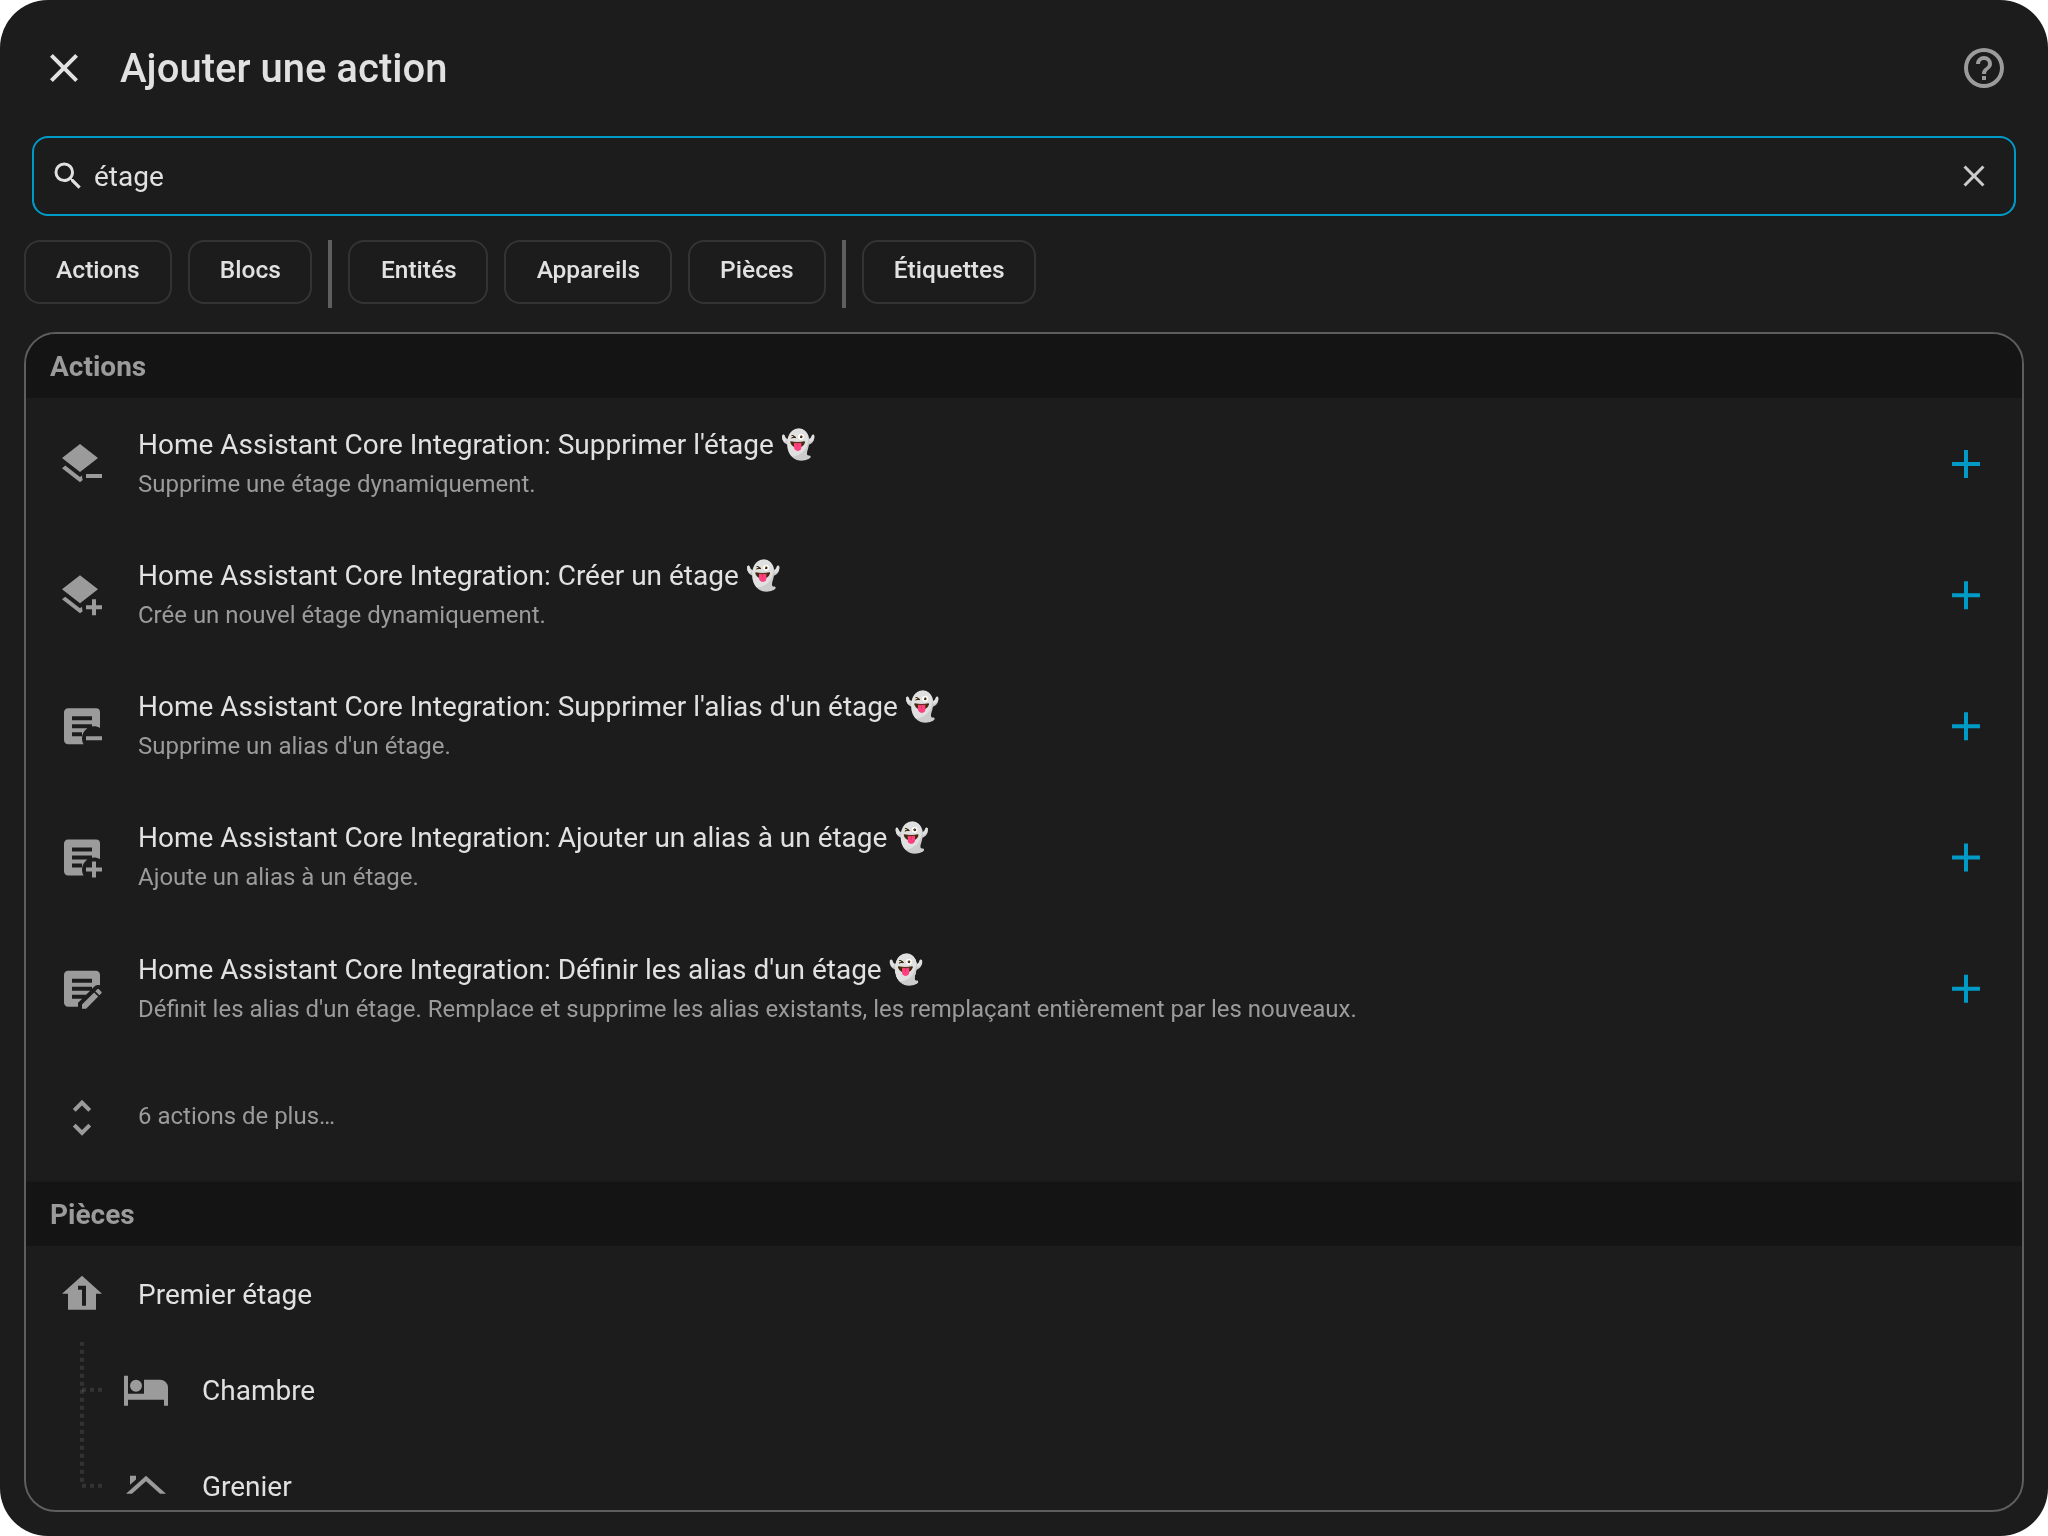 Ajouter une action
étage
Actions
Blocs
Entités
Appareils
Pièces
Étiquettes
Actions
Home Assistant Core Integration: Supprimer l'étage 👻
Supprime une étage dynamiquement.
Home Assistant Core Integration: Créer un étage 👻
Crée un nouvel étage dynamiquement.
Home Assistant Core Integration: Supprimer l'alias d'un étage 👻
Supprime un alias d'un étage.
Home Assistant Core Integration: Ajouter un alias à un étage 👻
Ajoute un alias à un étage.
Home Assistant Core Integration: Définir les alias d'un étage 👻
Définit les alias d'un étage. Remplace et supprime les alias existants, les remplaçant entièrement par les nouveaux.
6 actions de plus…
Pièces
Premier étage
Chambre
Grenier